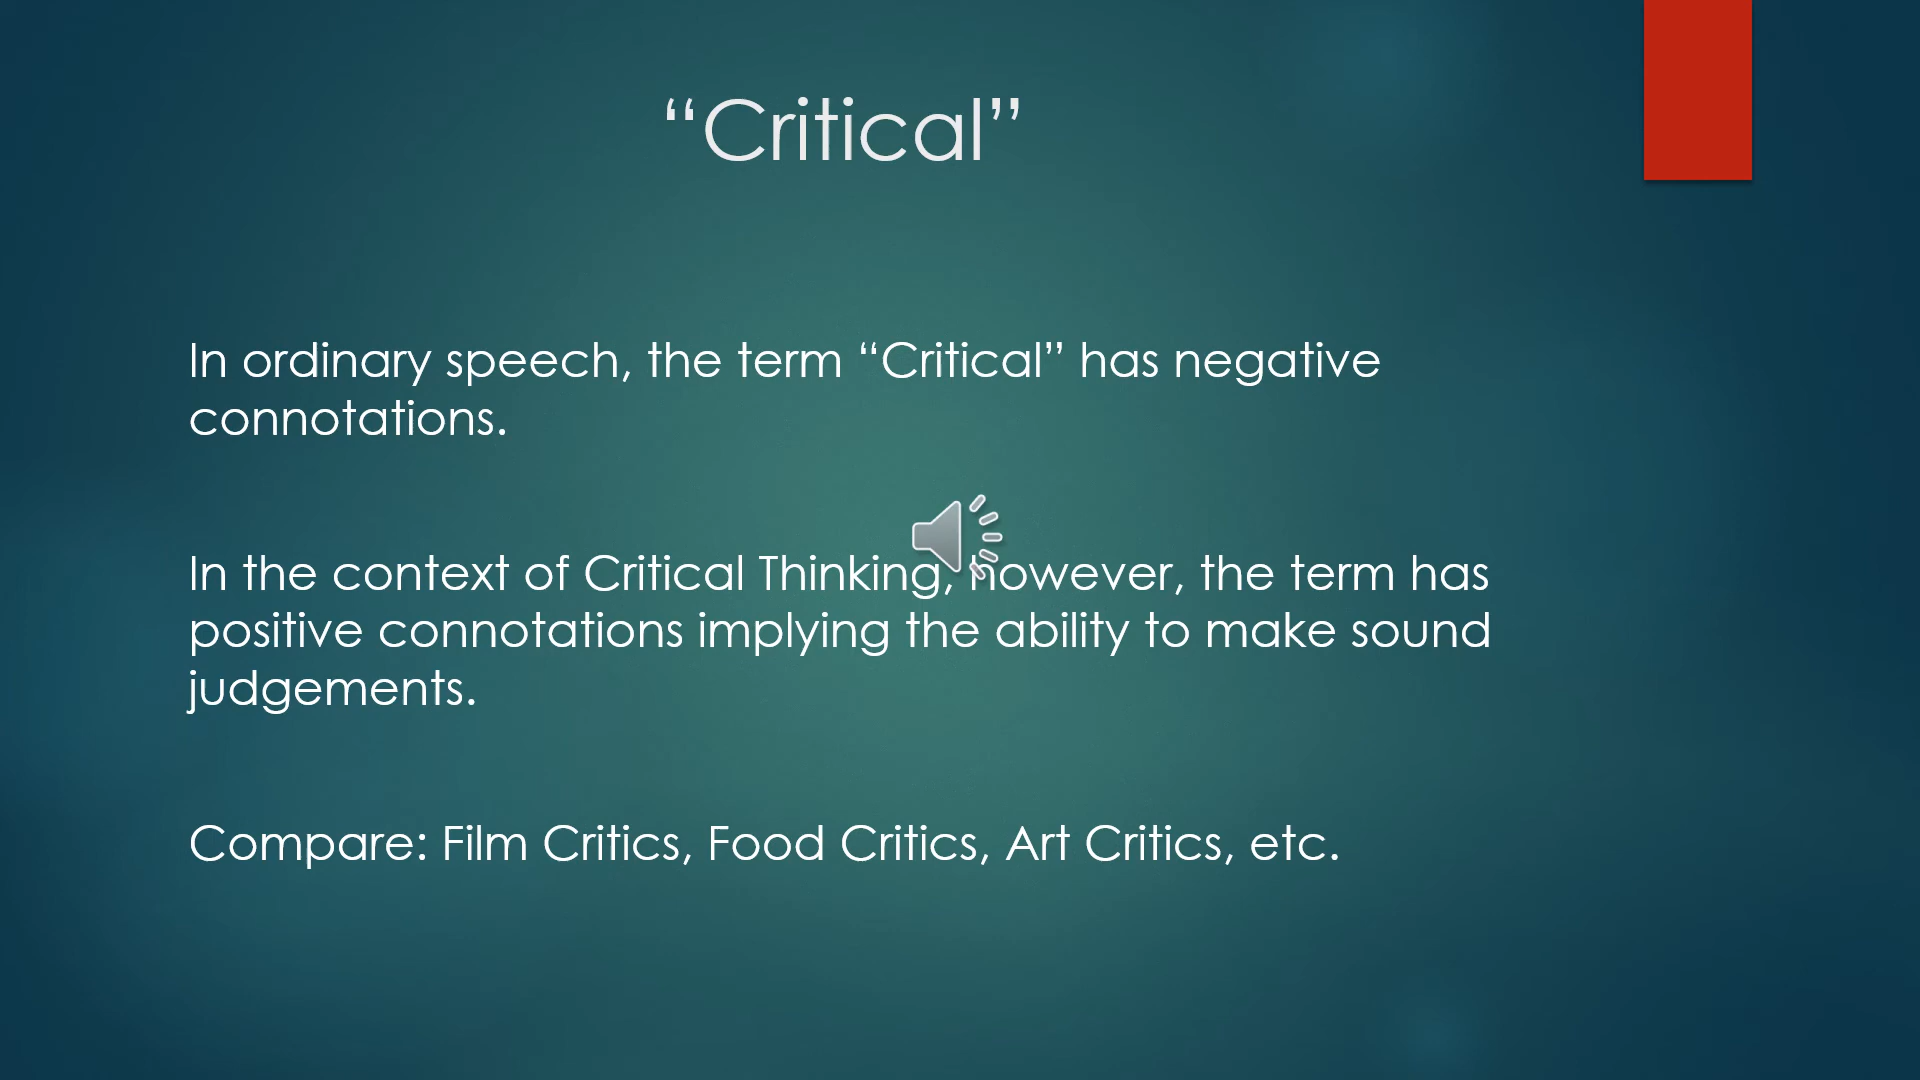 “Critical”
In ordinary speech, the term “Critical” has negative
connotations.
In the context of Critical Thinking, however, the term has
positive connotations implying the ability to make sound
judgements.
Compare: Film Critics, Food Critics, Art Critics, etc.